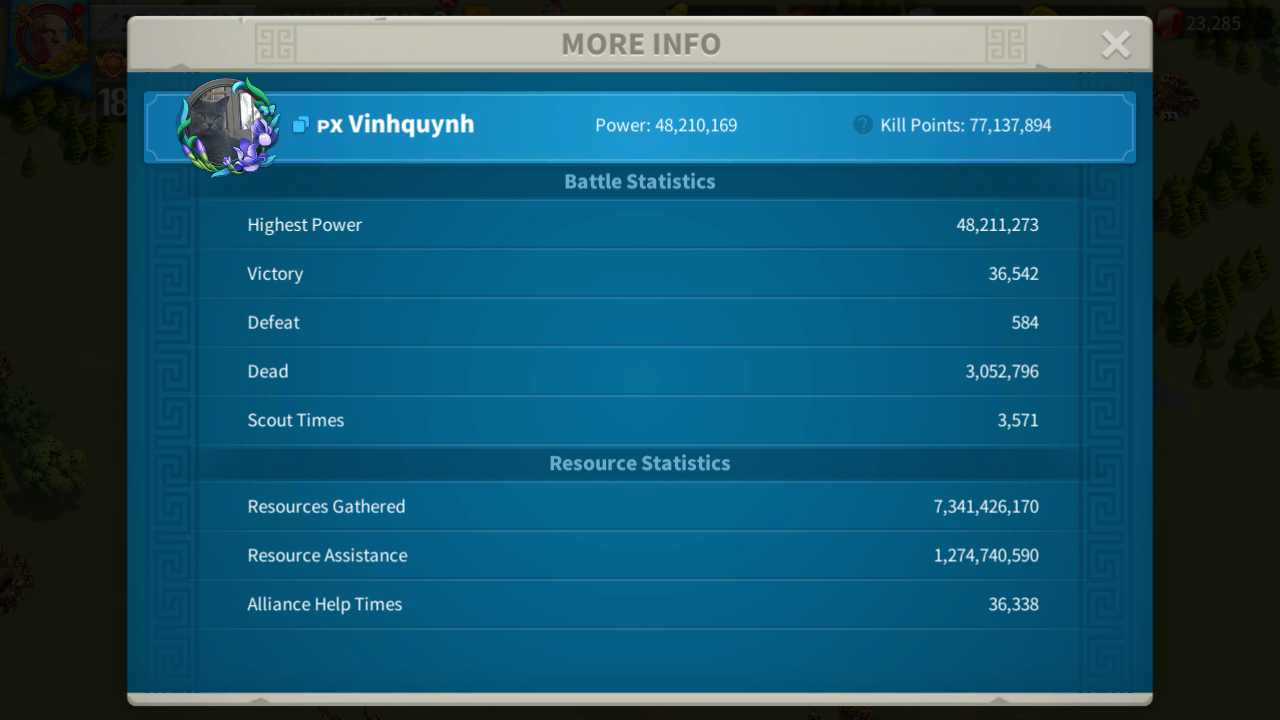 MORE INFO
23,285
18
ᴘx Vinhquynh
Power: 48,210,169
? Kill Points: 77,137,894
Battle Statistics
Highest Power 48,211,273
Victory 36,542
Defeat 584
Dead 3,052,796
Scout Times 3,571
Resource Statistics
Resources Gathered 7,341,426,170
Resource Assistance 1,274,740,590
Alliance Help Times 36,338
22